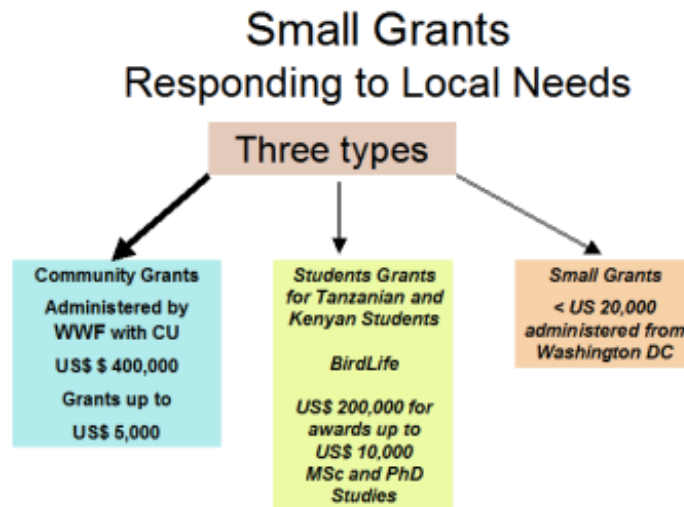 Small Grants
Responding to Local Needs
Three types
Community Grants
Administered by
WWF with CU
US$ $ 400,000
Grants up to
US$ 5,000
Students Grants
for Tanzanian and
Kenyan Students
BirdLife
US$ 200,000 for
awards up to
US$ 10,000
MSc and PhD
Studies
Small Grants
< US 20,000
administered from
Washington DC